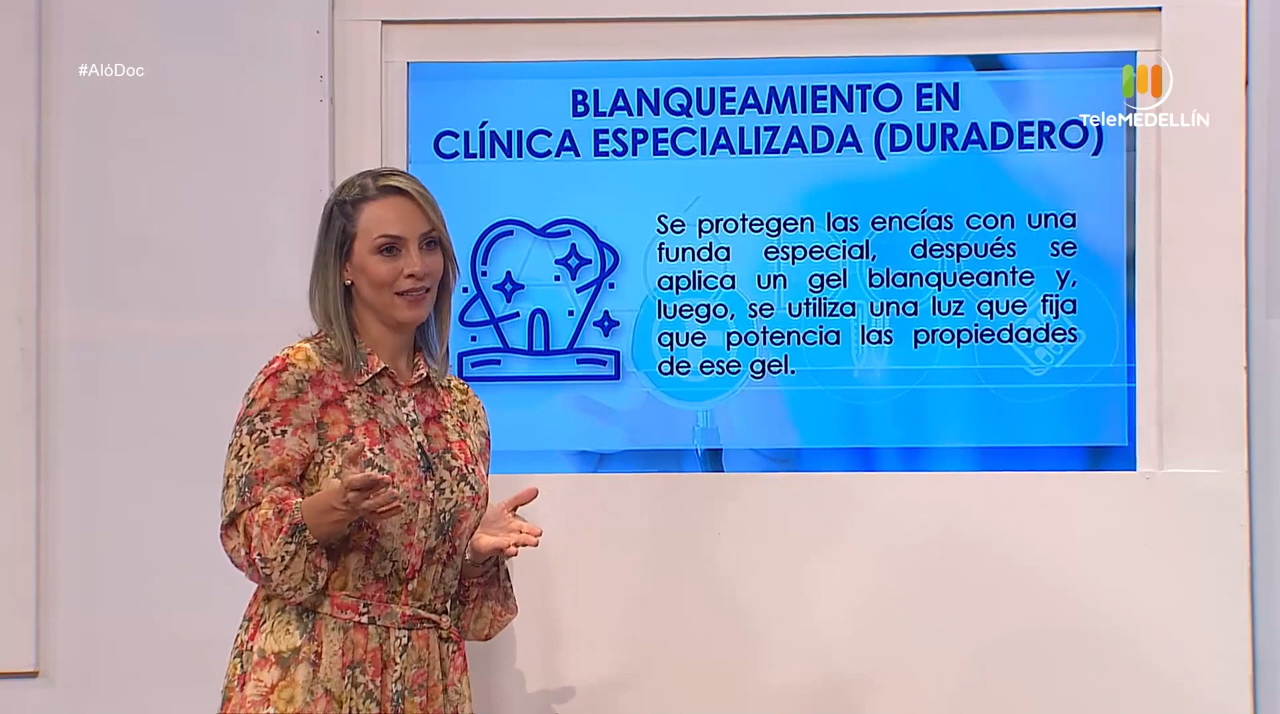 #AlóDoc
TeleMEDELLÍN
BLANQUEAMIENTO EN
CLÍNICA ESPECIALIZADA (DURADERO)
Se protegen las encías con una
funda especial, después se
aplica un gel blanqueante y,
luego, se utiliza una luz que fija
que potencia las propiedades
de ese gel.